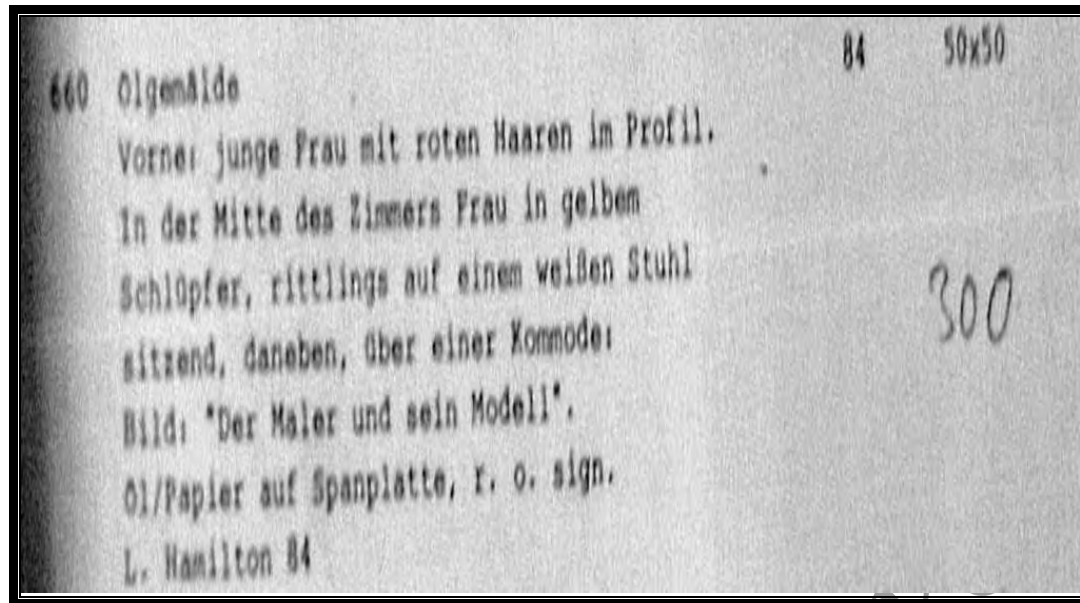 84 50x50
660 Ölgemälde
Vorne: junge Frau mit roten Haaren im Profil.
In der Mitte des Zimmers Frau in gelbem
Schlüpfer, rittlings auf einem weißen Stuhl
sitzend, daneben, über einer Kommode:
300
Bild: "Der Maler und sein Modell".
Öl/Papier auf Spanplatte, r. o. sign.
L. Hamilton 84